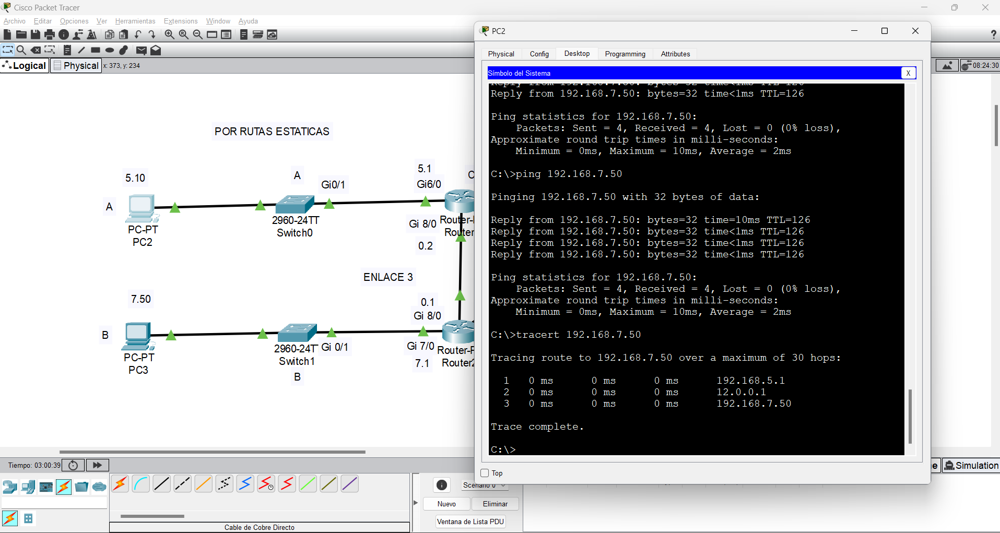 Cisco Packet Tracer
Archivo Editar Opciones Ver Herramientas Extensions Window Ayuda
?
Logical Physical x: 373, y: 234
08:24:30
POR RUTAS ESTATICAS
5.10
A
A
Gi0/1
5.1
Gi6/0
PC-PT
PC2
2960-24TT
Switch0
Gi 8/0
0.2
Router
ENLACE 3
7.50
B
0.1
Gi 8/0
PC-PT
PC3
2960-24T
Switch1
B
Gi 0/1
Gi 7/0
7.1
Router-
Router2
Tiempo: 03:00:39
Cable de Cobre Directo
Scenario 0
Nuevo Eliminar
Ventana de Lista PDU
Simulation
PC2
Physical Config Desktop Programming Attributes
Símbolo del Sistema X
Reply from 192.168.7.50: bytes=32 time<1ms TTL=126
Reply from 192.168.7.50: bytes=32 time<1ms TTL=126
Ping statistics for 192.168.7.50:
Packets: Sent = 4, Received = 4, Lost = 0 (0% loss),
Approximate round trip times in milli-seconds:
Minimum = 0ms, Maximum = 10ms, Average = 2ms
C:\>ping 192.168.7.50
Pinging 192.168.7.50 with 32 bytes of data:
Reply from 192.168.7.50: bytes=32 time=10ms TTL=126
Reply from 192.168.7.50: bytes=32 time<1ms TTL=126
Reply from 192.168.7.50: bytes=32 time<1ms TTL=126
Reply from 192.168.7.50: bytes=32 time<1ms TTL=126
Ping statistics for 192.168.7.50:
Packets: Sent = 4, Received = 4, Lost = 0 (0% loss),
Approximate round trip times in milli-seconds:
Minimum = 0ms, Maximum = 10ms, Average = 2ms
C:\>tracert 192.168.7.50
Tracing route to 192.168.7.50 over a maximum of 30 hops:
1 0 ms 0 ms 0 ms 192.168.5.1
2 0 ms 0 ms 0 ms 12.0.0.1
3 0 ms 0 ms 0 ms 192.168.7.50
Trace complete.
C:\>
Top